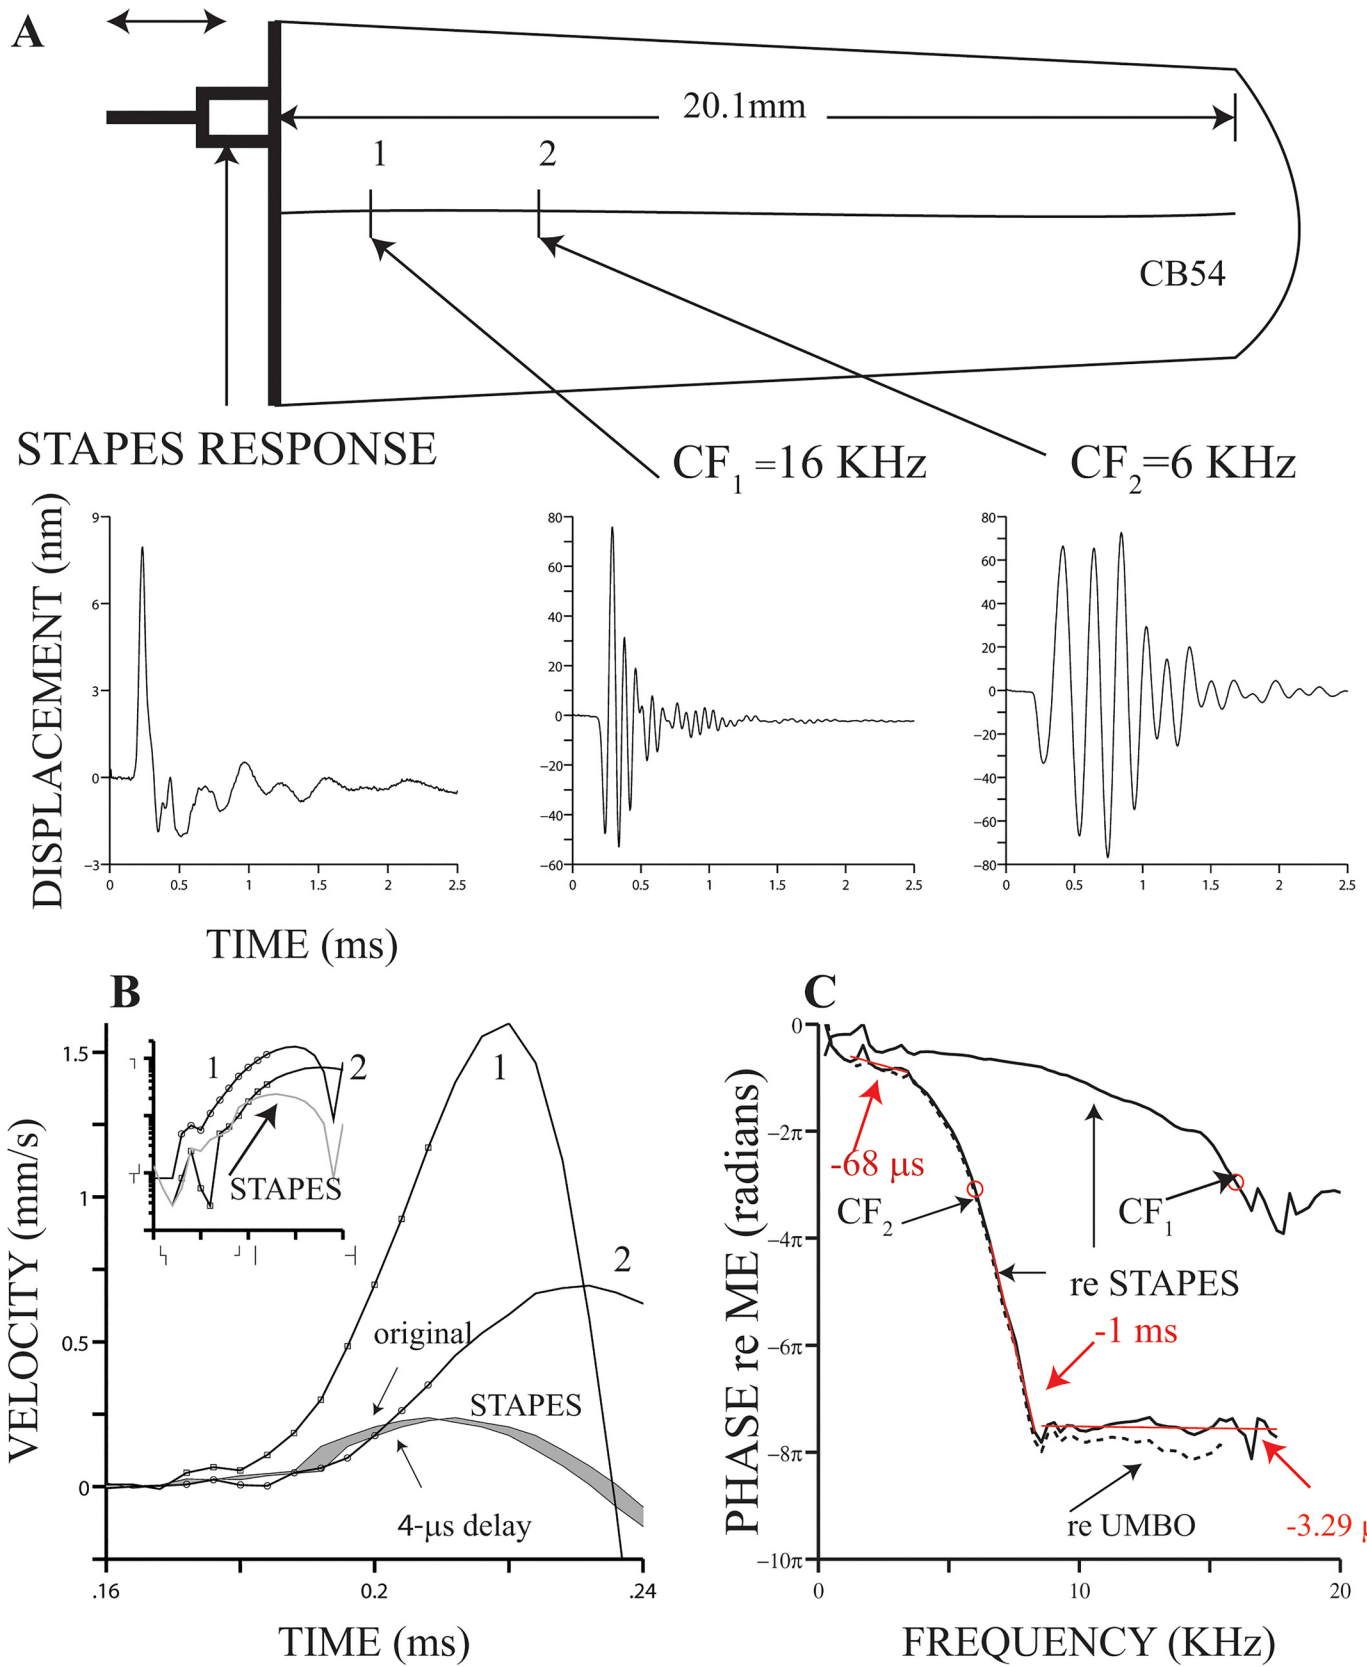 A
20.1mm
1
2
CB54
STAPES RESPONSE
CF1 =16 KHz
CF2=6 KHz
DISPLACEMENT (nm)
9
6
3
0
−3
0
0.5
1
1.5
2
2.5
80
60
40
20
0
−20
−40
−60
0
0.5
1
1.5
2
2.5
80
60
40
20
0
−20
−40
−60
−80
0
0.5
1
1.5
2
2.5
TIME (ms)
B
VELOCITY (mm/s)
1.5
1
0.5
0
1
2
STAPES
1
2
original
STAPES
4-μs delay
.16
0.2
.24
TIME (ms)
C
PHASE re ME (radians)
0
−2π
−4π
−6π
−8π
−10π
-68 μs
CF2
CF1
re STAPES
-1 ms
re UMBO
-3.29
0
10
20
FREQUENCY (KHz)